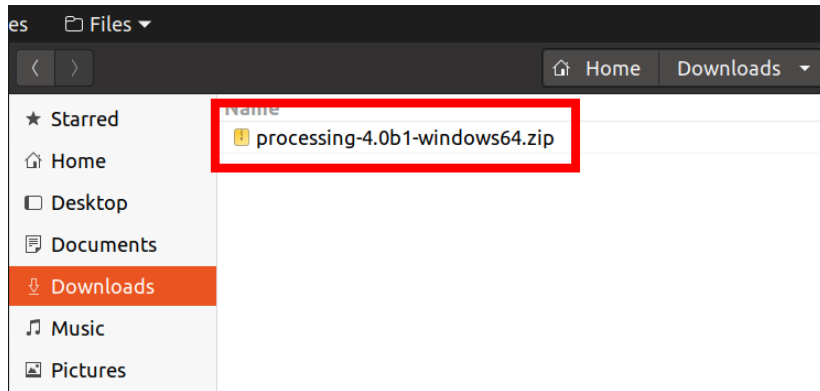 es Files
Home Downloads
Name
processing-4.0b1-windows64.zip
Starred
Home
Desktop
Documents
Downloads
Music
Pictures